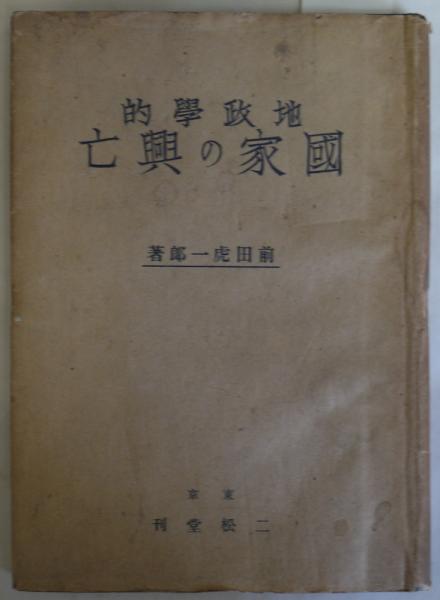 地政學的
國家の興亡
前田虎一郎著
東京
二松堂刊